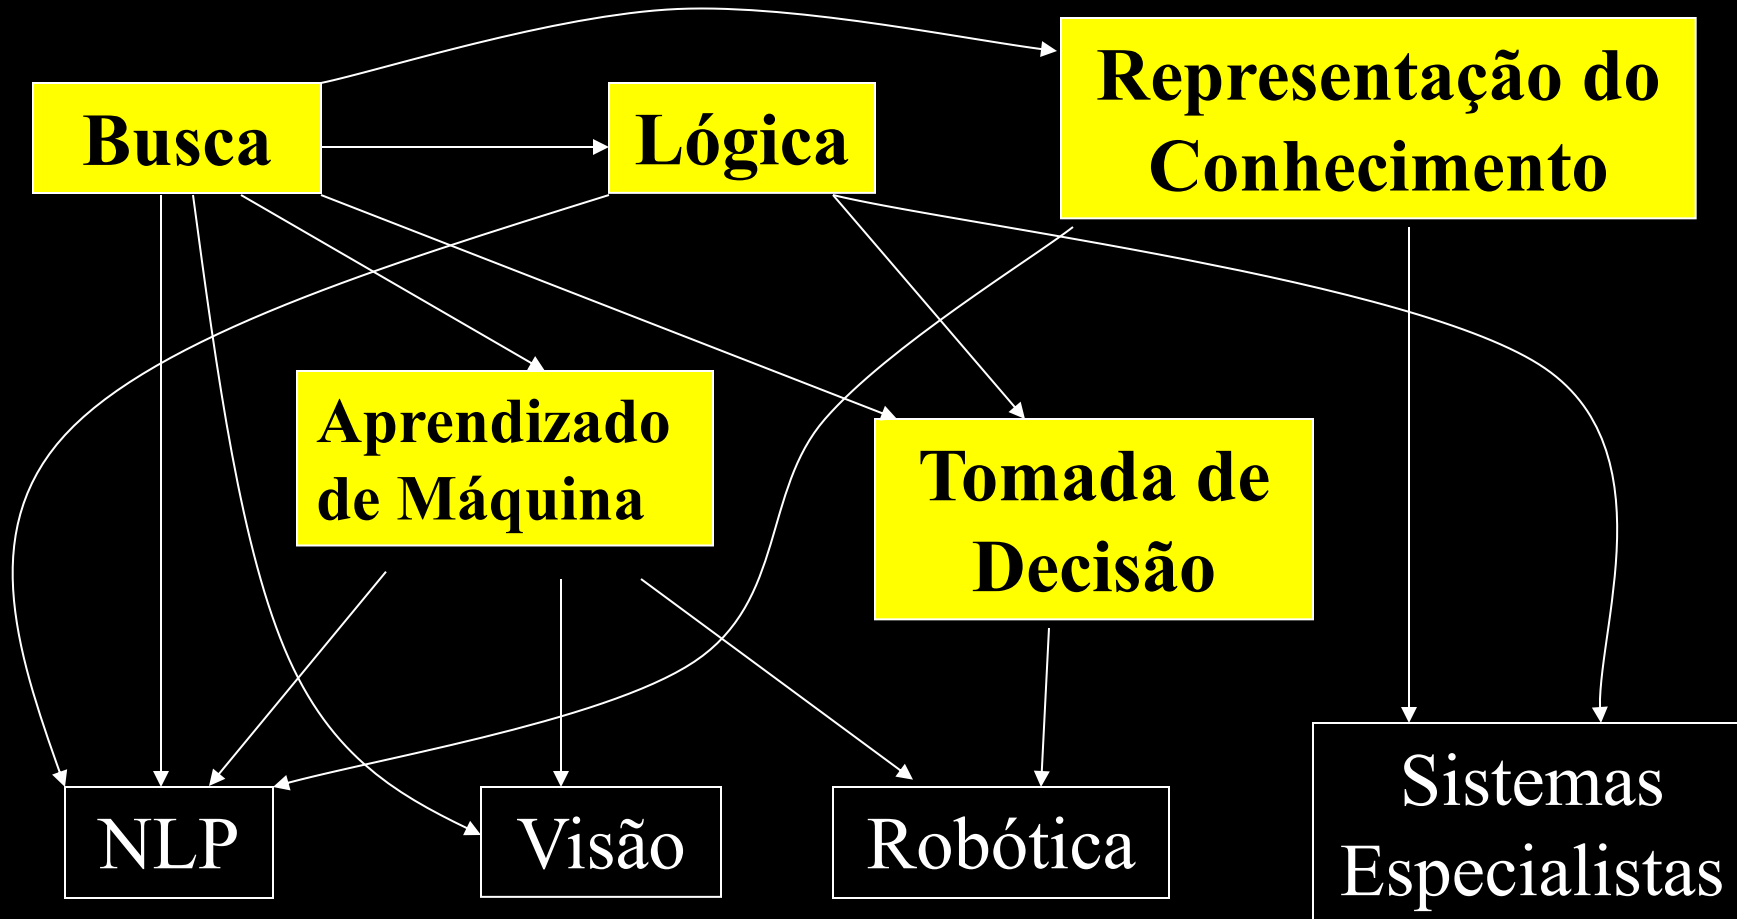 Busca
Lógica
Representação do
Conhecimento
Aprendizado
de Máquina
Tomada de
Decisão
NLP
Visão
Robótica
Sistemas
Especialistas